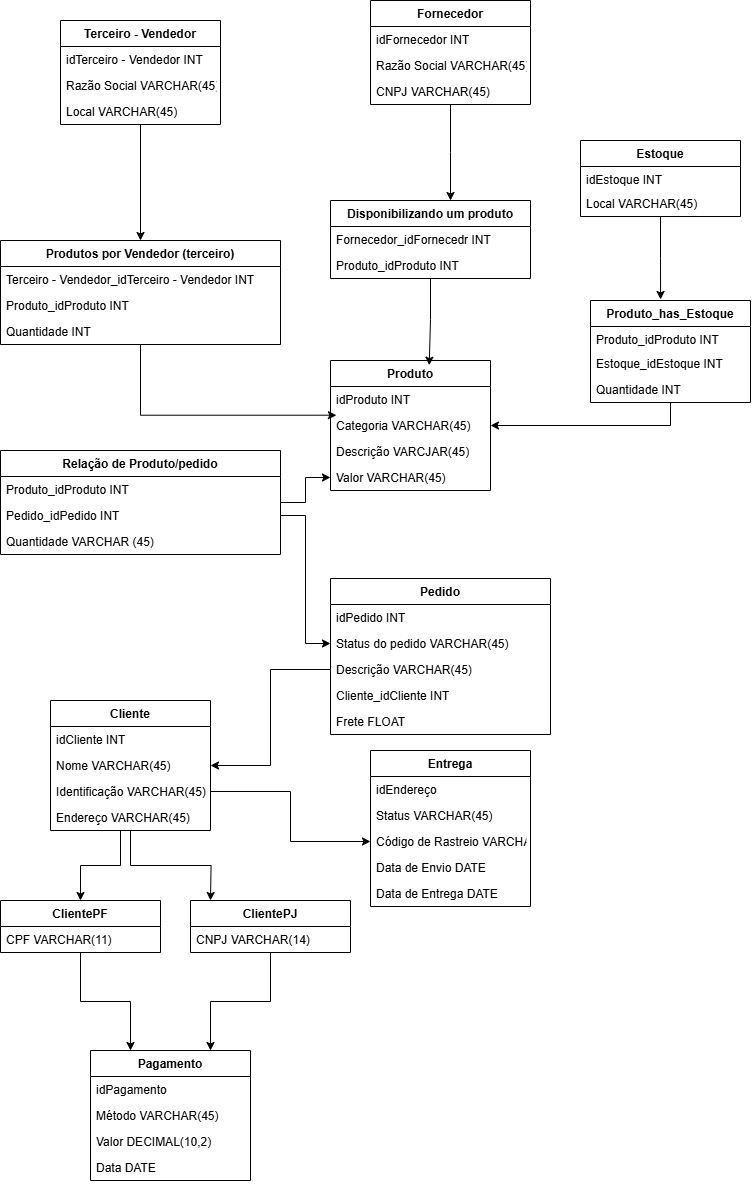 Terceiro - Vendedor
idTerceiro - Vendedor INT
Razão Social VARCHAR(45)
Local VARCHAR(45)
Fornecedor
idFornecedor INT
Razão Social VARCHAR(45)
CNPJ VARCHAR(45)
Estoque
idEstoque INT
Local VARCHAR(45)
Produtos por Vendedor (terceiro)
Terceiro - Vendedor_idTerceiro - Vendedor INT
Produto_idProduto INT
Quantidade INT
Disponibilizando um produto
Fornecedor_idFornecedr INT
Produto_idProduto INT
Produto_has_Estoque
Produto_idProduto INT
Estoque_idEstoque INT
Quantidade INT
Produto
idProduto INT
Categoria VARCHAR(45)
Descrição VARCJAR(45)
Valor VARCHAR(45)
Relação de Produto/pedido
Produto_idProduto INT
Pedido_idPedido INT
Quantidade VARCHAR (45)
Pedido
idPedido INT
Status do pedido VARCHAR(45)
Descrição VARCHAR(45)
Cliente_idCliente INT
Frete FLOAT
Cliente
idCliente INT
Nome VARCHAR(45)
Identificação VARCHAR(45)
Endereço VARCHAR(45)
Entrega
idEndereço
Status VARCHAR(45)
Código de Rastreio VARCHA
Data de Envio DATE
Data de Entrega DATE
ClientePF
CPF VARCHAR(11)
ClientePJ
CNPJ VARCHAR(14)
Pagamento
idPagamento
Método VARCHAR(45)
Valor DECIMAL(10,2)
Data DATE